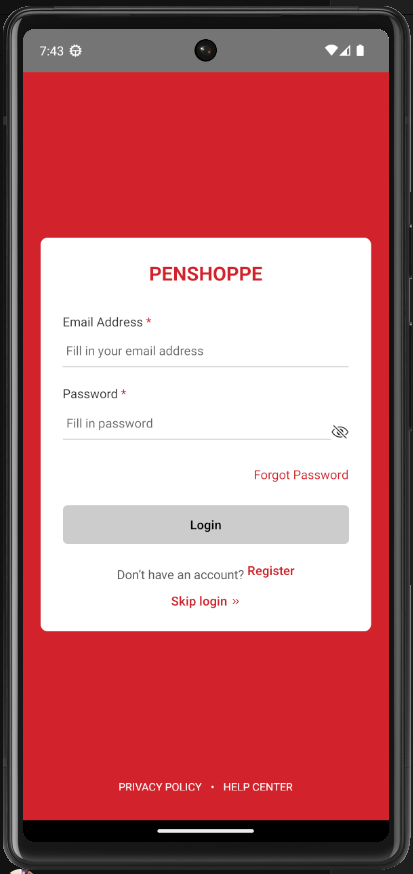 7:43
PENSHOPPE
Email Address *
Fill in your email address
Password *
Fill in password
Forgot Password
Login
Don't have an account? Register
Skip login »
PRIVACY POLICY • HELP CENTER